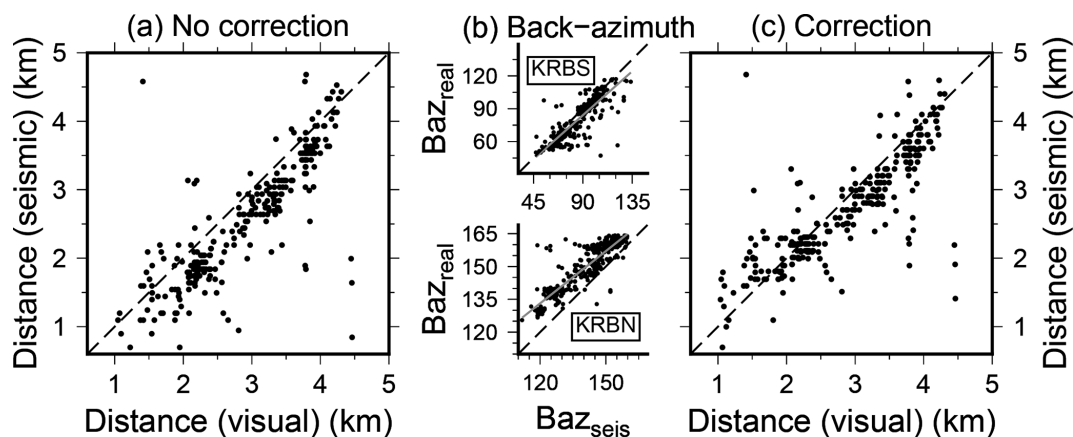 (a) No correction
(b) Back−azimuth
(c) Correction
5
4
3
2
1
Distance (seismic) (km)
1 2 3 4 5
Distance (visual) (km)
Baz_real
120
90
60
KRBS
45 90 135
Baz_real
165
150
135
120
KRBN
120 150
Baz_seis
5
4
3
2
1
Distance (seismic) (km)
1 2 3 4 5
Distance (visual) (km)